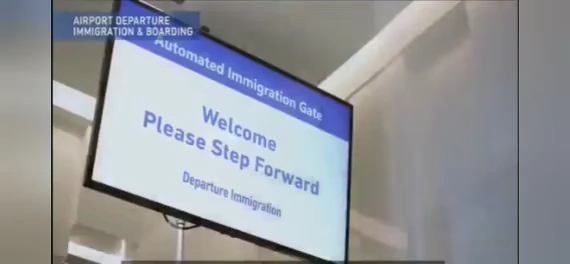 AIRPORT DEPARTURE
IMMIGRATION & BOARDING
Automated Immigration Gate
Welcome
Please Step Forward
Departure Immigration